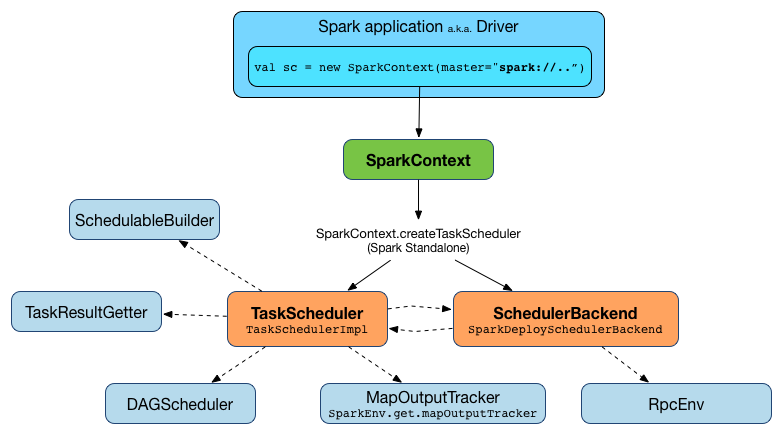 Spark application a.k.a. Driver
val sc = new SparkContext(master="spark://..”)
SparkContext
SchedulableBuilder
SparkContext.createTaskScheduler
(Spark Standalone)
TaskResultGetter
TaskScheduler
TaskSchedulerImpl
SchedulerBackend
SparkDeploySchedulerBackend
DAGScheduler
MapOutputTracker
SparkEnv.get.mapOutputTracker
RpcEnv